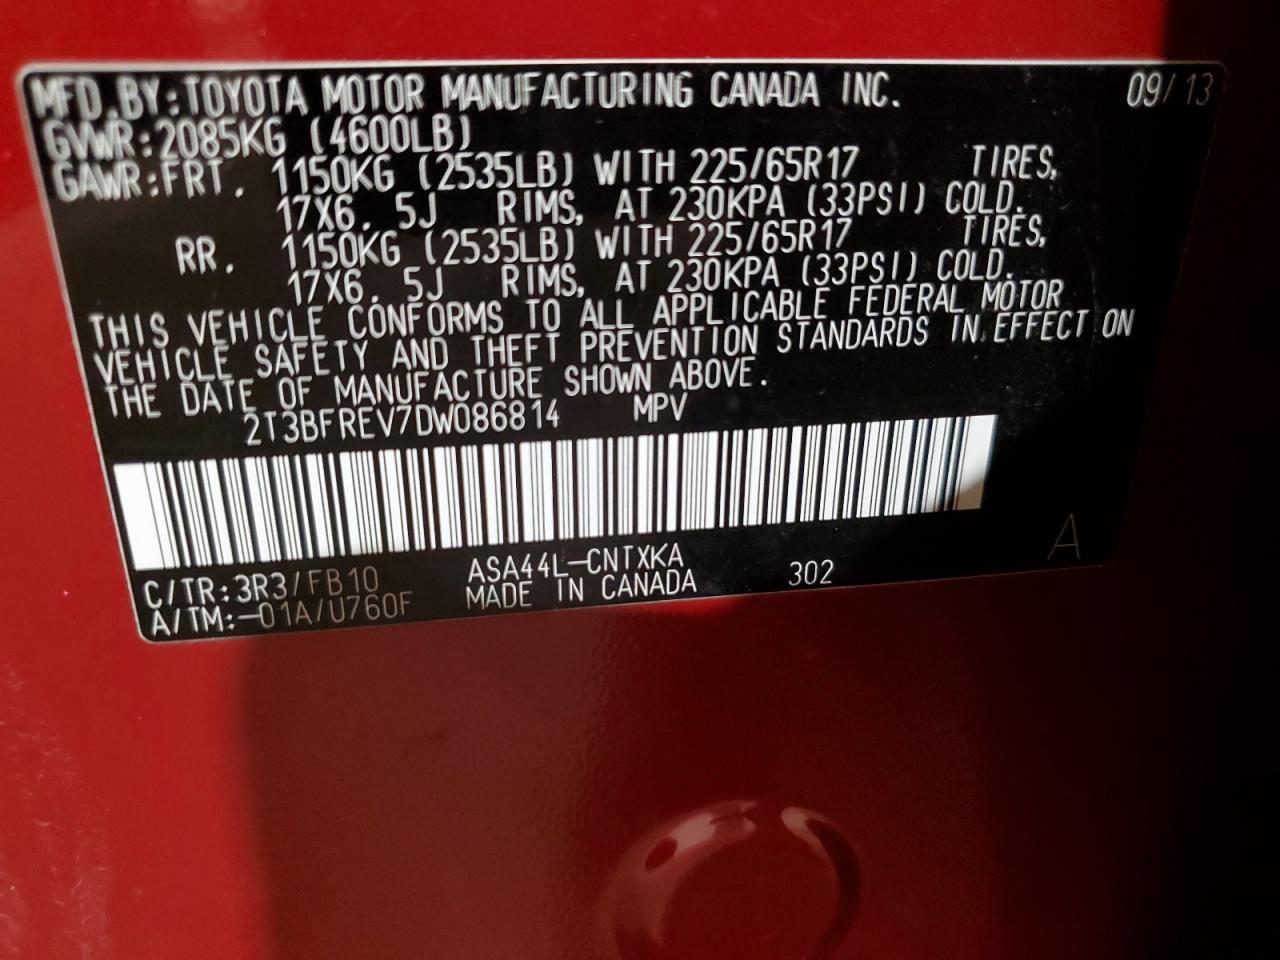 MFD.BY:TOYOTA MOTOR MANUFACTURING CANADA INC. 09/13
GVWR:2085KG (4600LB)
GAWR:FRT. 1150KG (2535LB) WITH 225/65R17 TIRES,
17X6.5J RIMS, AT 230KPA (33PSI) COLD.
RR. 1150KG (2535LB) WITH 225/65R17 TIRES,
17X6.5J RIMS, AT 230KPA (33PSI) COLD.
THIS VEHICLE CONFORMS TO ALL APPLICABLE FEDERAL MOTOR
VEHICLE SAFETY AND THEFT PREVENTION STANDARDS IN EFFECT ON
THE DATE OF MANUFACTURE SHOWN ABOVE.
2T3BFREV7DW086814 MPV
C/TR:3R3/FB10 ASA44L-CNTXKA 302 A
A/TM:-01A/U760F MADE IN CANADA